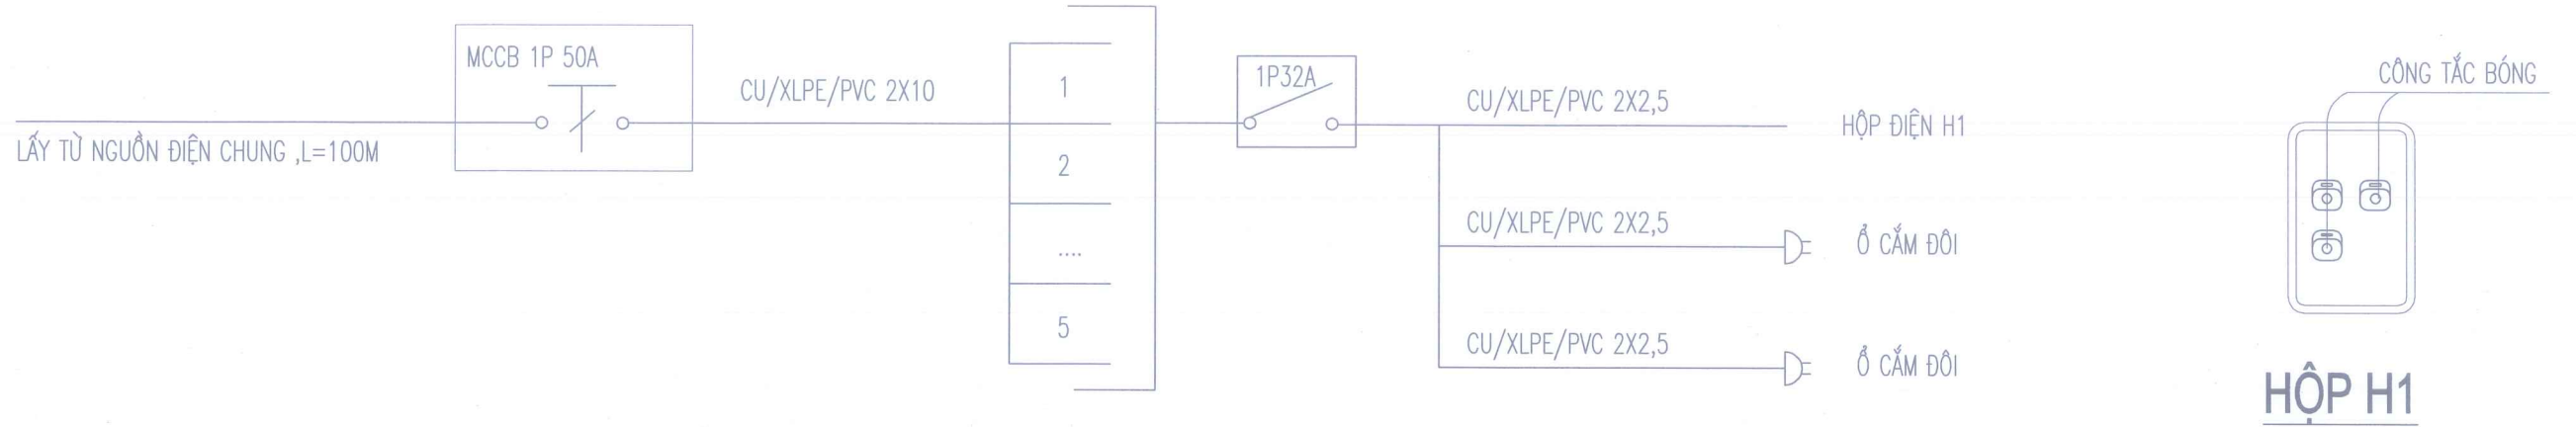 MCCB 1P 50A
LẤY TỪ NGUỒN ĐIỆN CHUNG ,L=100M
CU/XLPE/PVC 2X10
1
2
....
5
1P32A
CU/XLPE/PVC 2X2,5
HỘP ĐIỆN H1
CU/XLPE/PVC 2X2,5
Ổ CẮM ĐÔI
CU/XLPE/PVC 2X2,5
Ổ CẮM ĐÔI
CÔNG TẮC BÓNG
HỘP H1